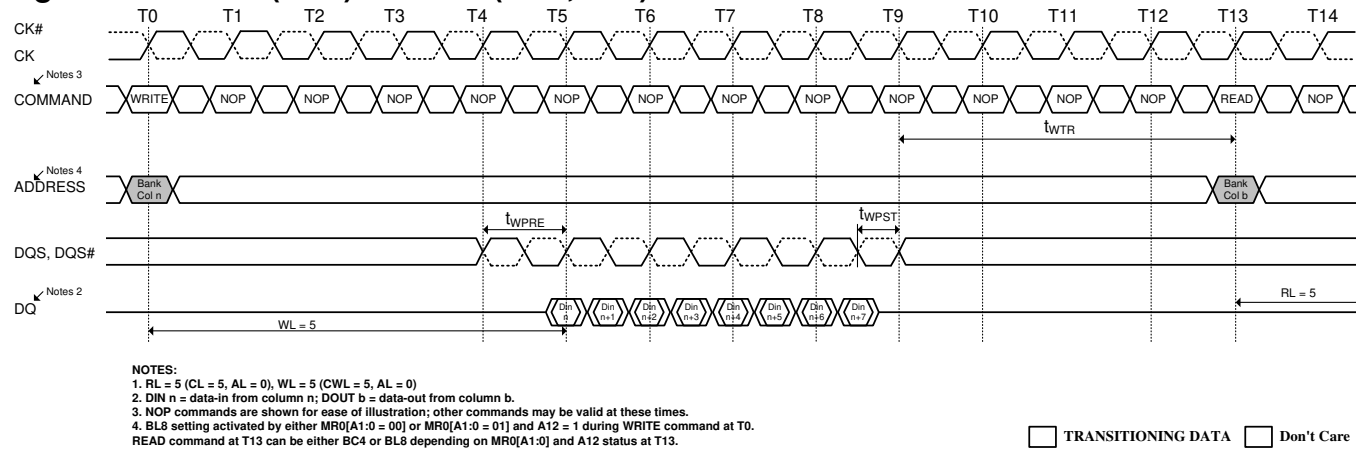 T0 T1 T2 T3 T4 T5 T6 T7 T8 T9 T10 T11 T12 T13 T14
CK#
CK
Notes 3
COMMAND WRITE NOP NOP NOP NOP NOP NOP NOP NOP NOP NOP NOP NOP READ NOP
tWTR
Notes 4
ADDRESS
Bank
Col n
Bank
Col b
tWPRE
tWPST
DQS, DQS#
Notes 2
DQ
Din
n
Din
n+1
Din
n+2
Din
n+3
Din
n+4
Din
n+5
Din
n+6
Din
n+7
RL = 5
WL = 5
NOTES:
1. RL = 5 (CL = 5, AL = 0), WL = 5 (CWL = 5, AL = 0)
2. DIN n = data-in from column n; DOUT b = data-out from column b.
3. NOP commands are shown for ease of illustration; other commands may be valid at these times.
4. BL8 setting activated by either MR0[A1:0 = 00] or MR0[A1:0 = 01] and A12 = 1 during WRITE command at T0.
READ command at T13 can be either BC4 or BL8 depending on MR0[A1:0] and A12 status at T13.
TRANSITIONING DATA Don't Care